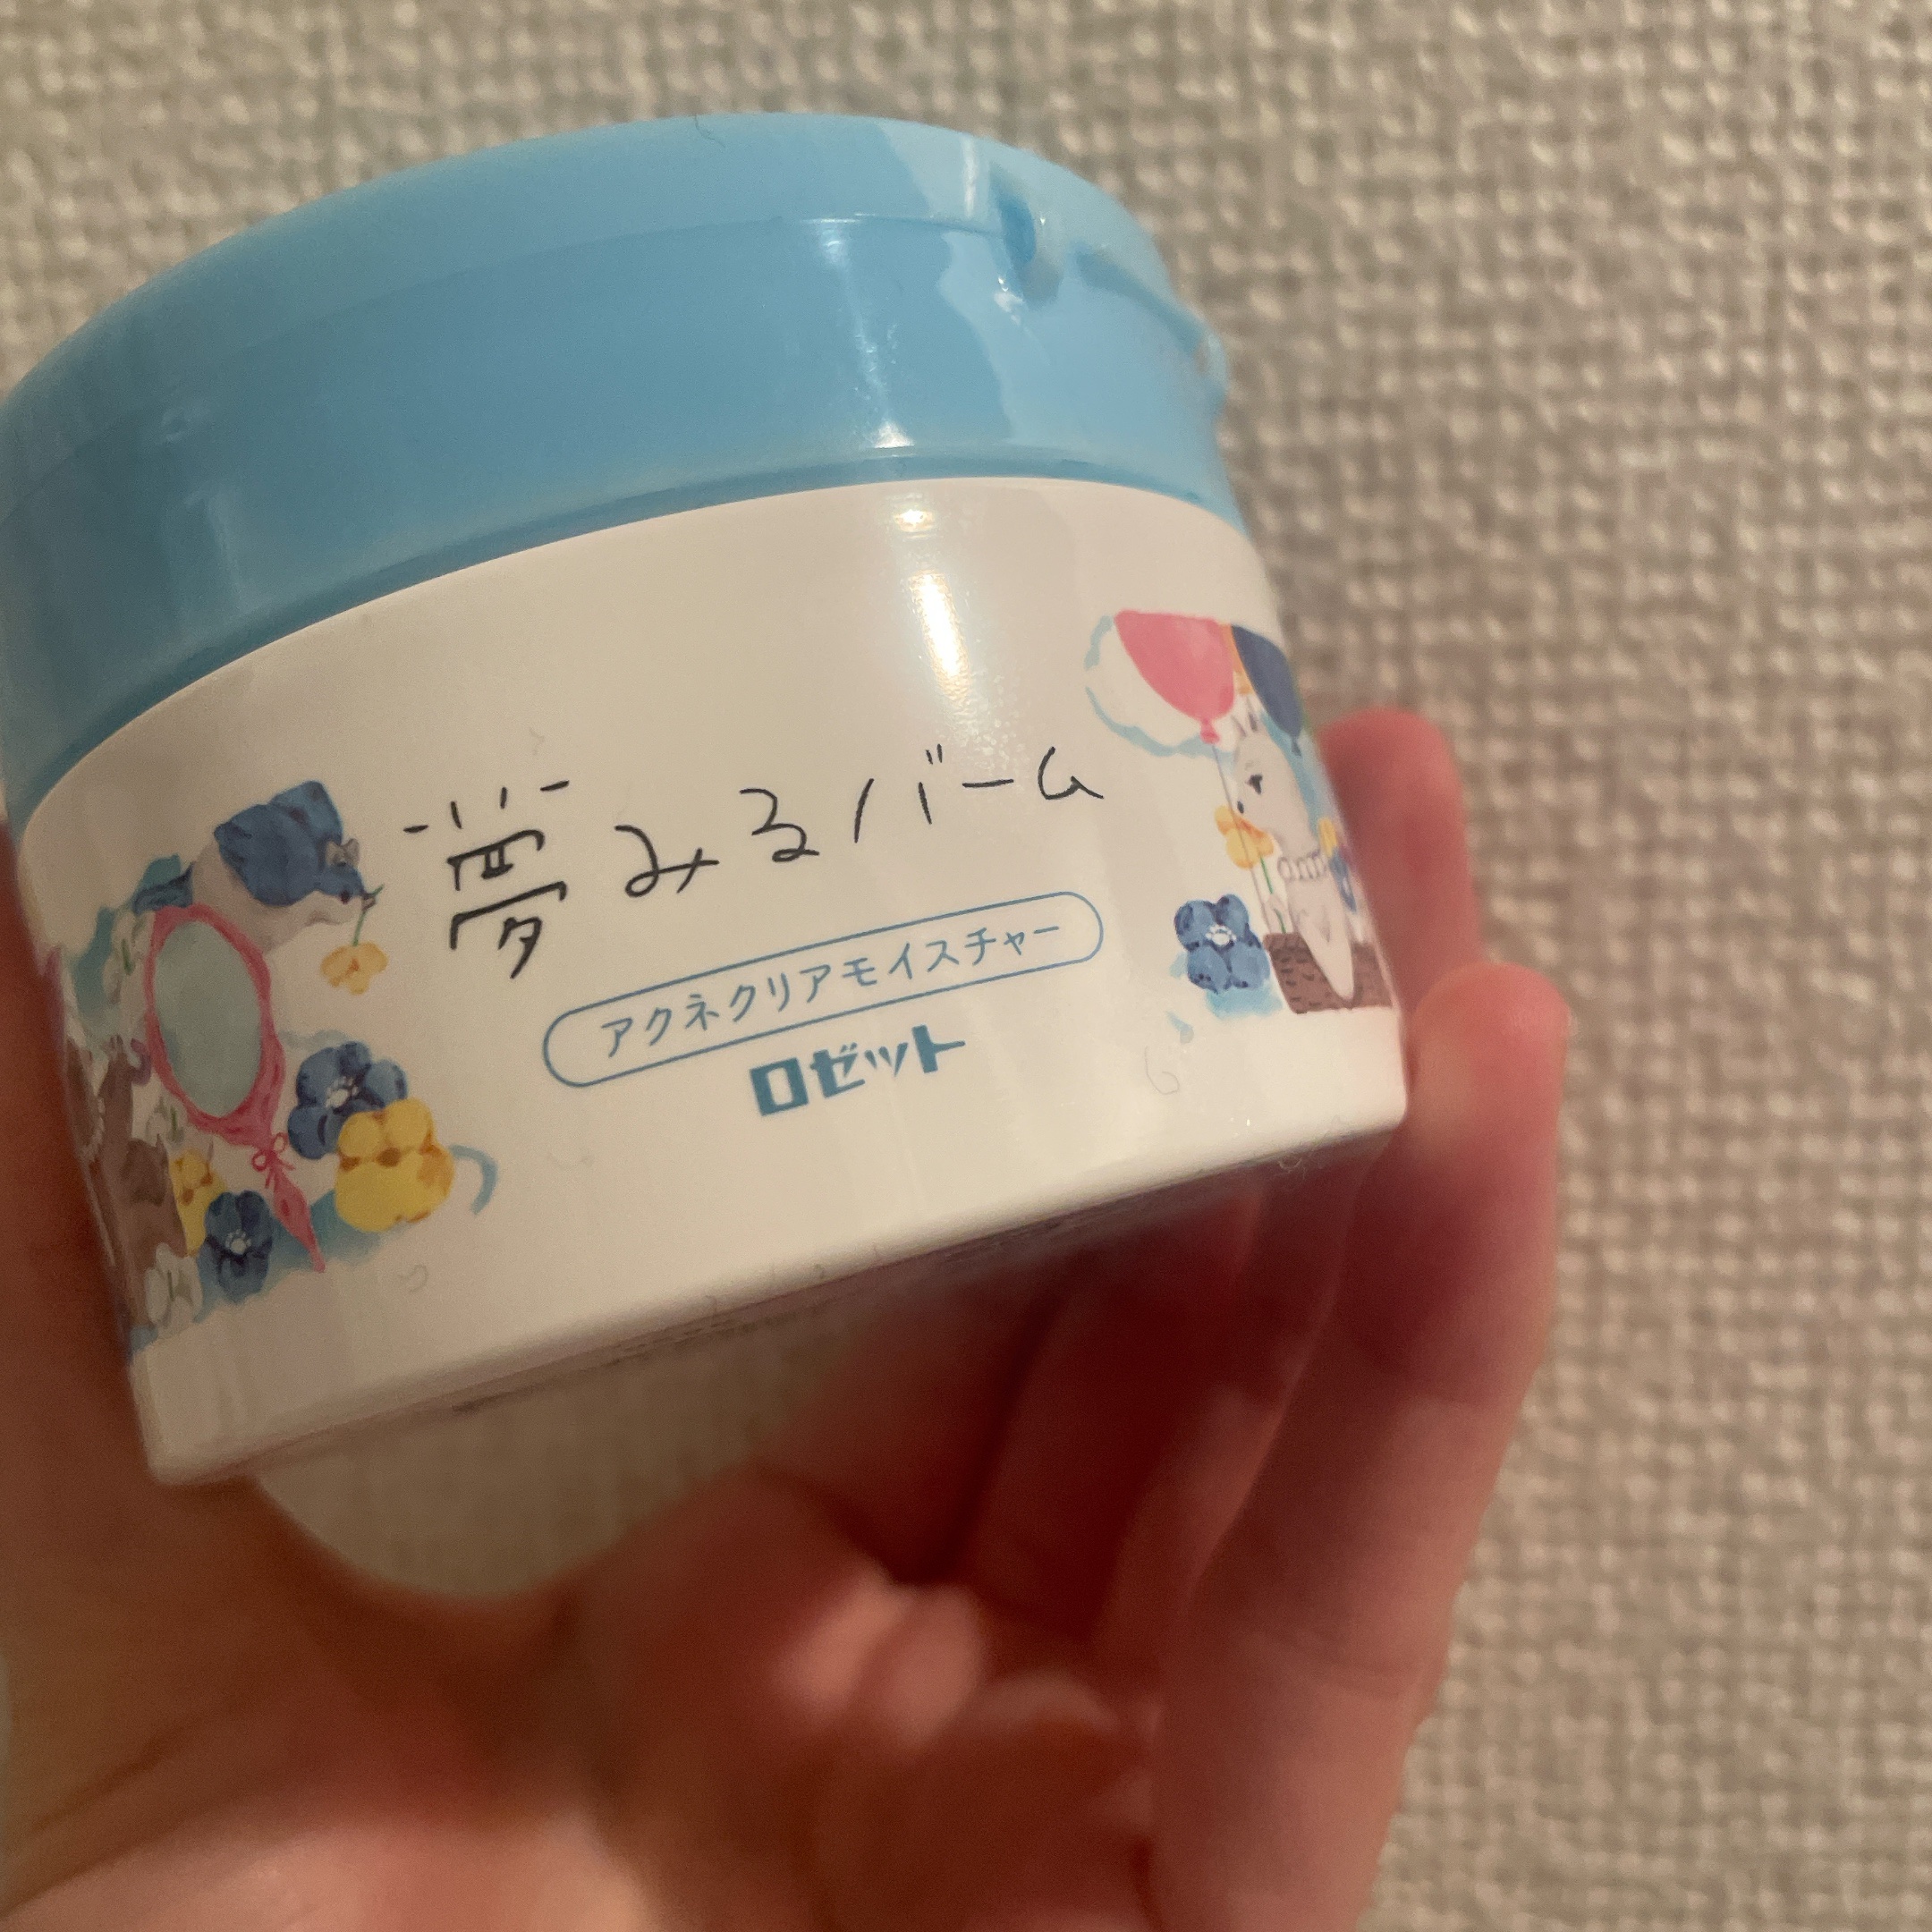 夢みるバーム
アクネクリアモイスチャー
ロゼット